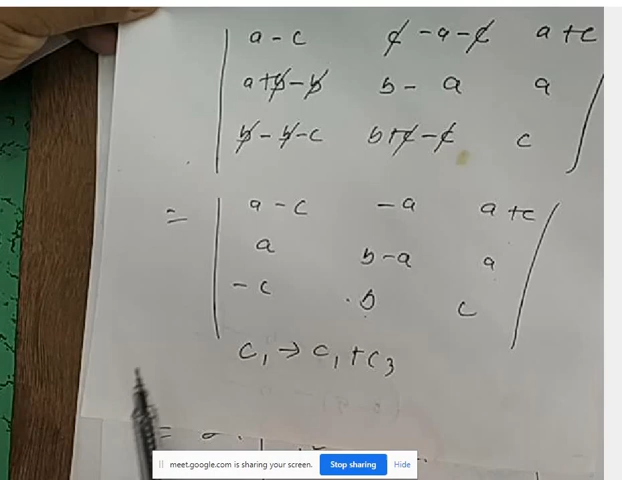 | a - c    c - a - c    a + c |
| a + b - b    b - a    a |
| b - b - c    b + c - c    c |
= | a - c    - a    a + c |
| a    b - a    a |
| - c    b    c |
C₁ → C₁ + C₃
= a
meet.google.com is sharing your screen. Stop sharing Hide